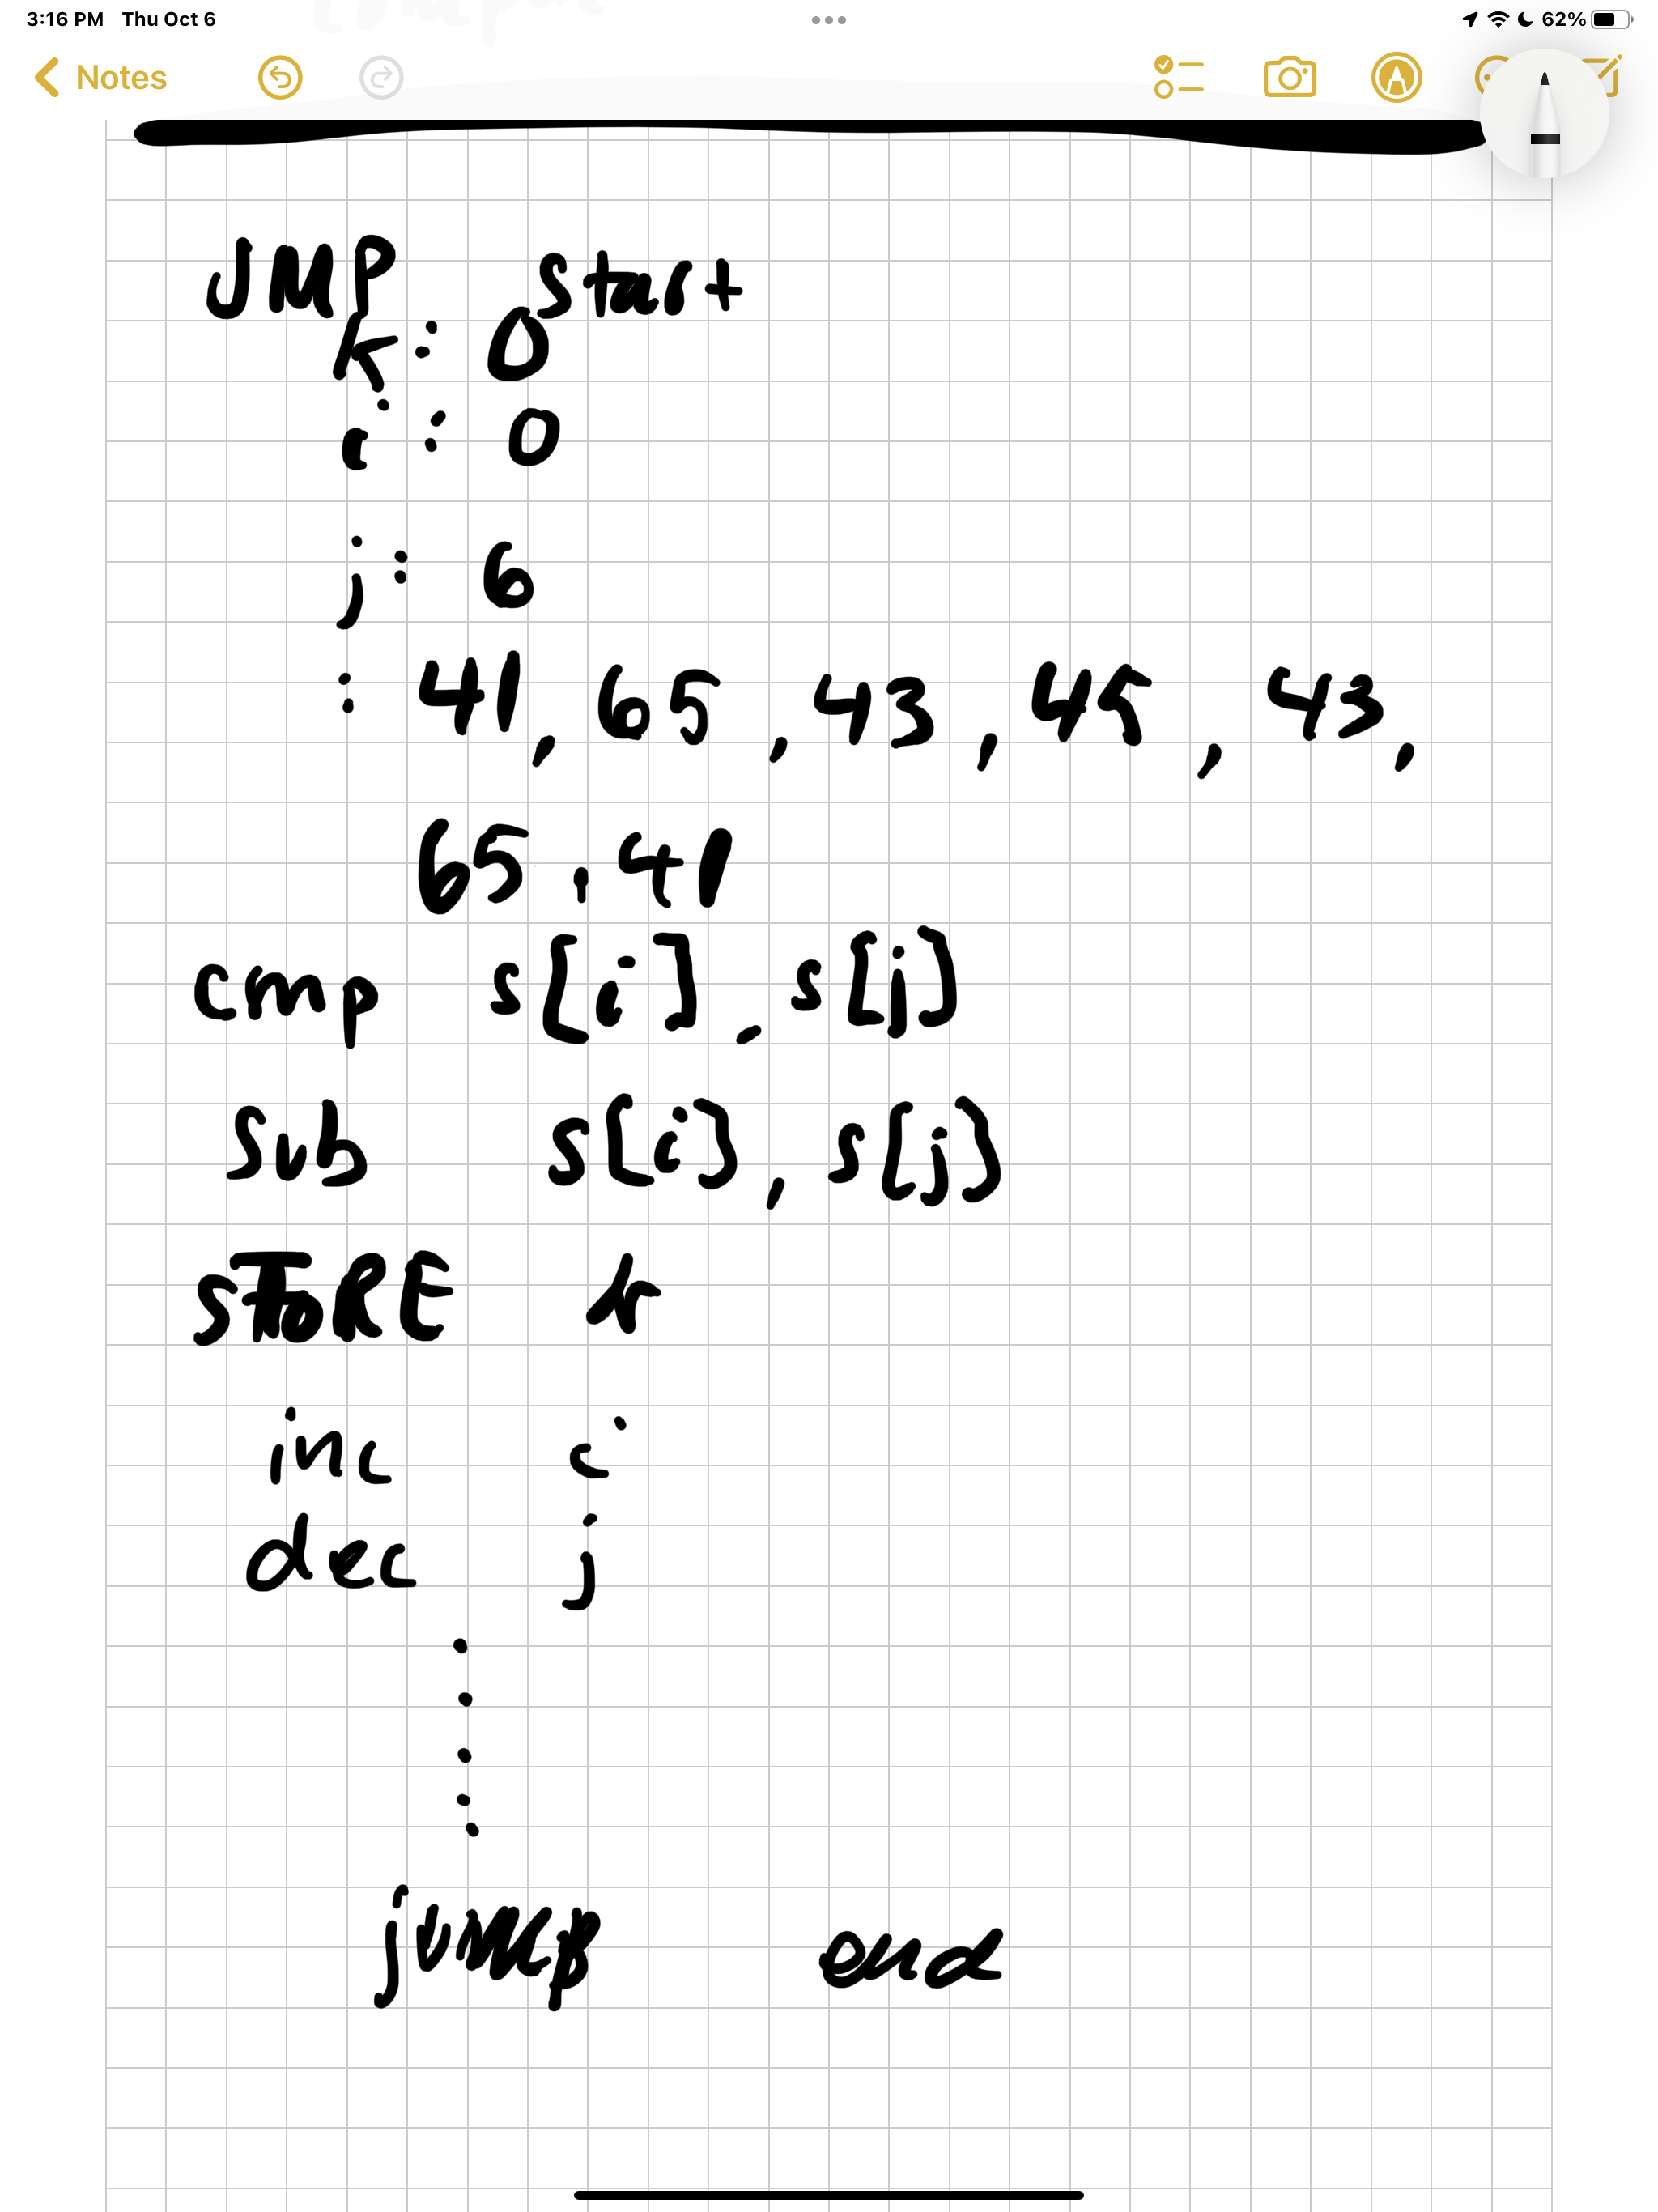 3:16 PM Thu Oct 6 62%
Notes
JMP start
k: 0
i: 0
j: 6
: 41, 65, 43, 45, 43,
65, 41
cmp s[i], s[j]
sub s[i], s[j]
STORE k
inc i
dec j
jump end